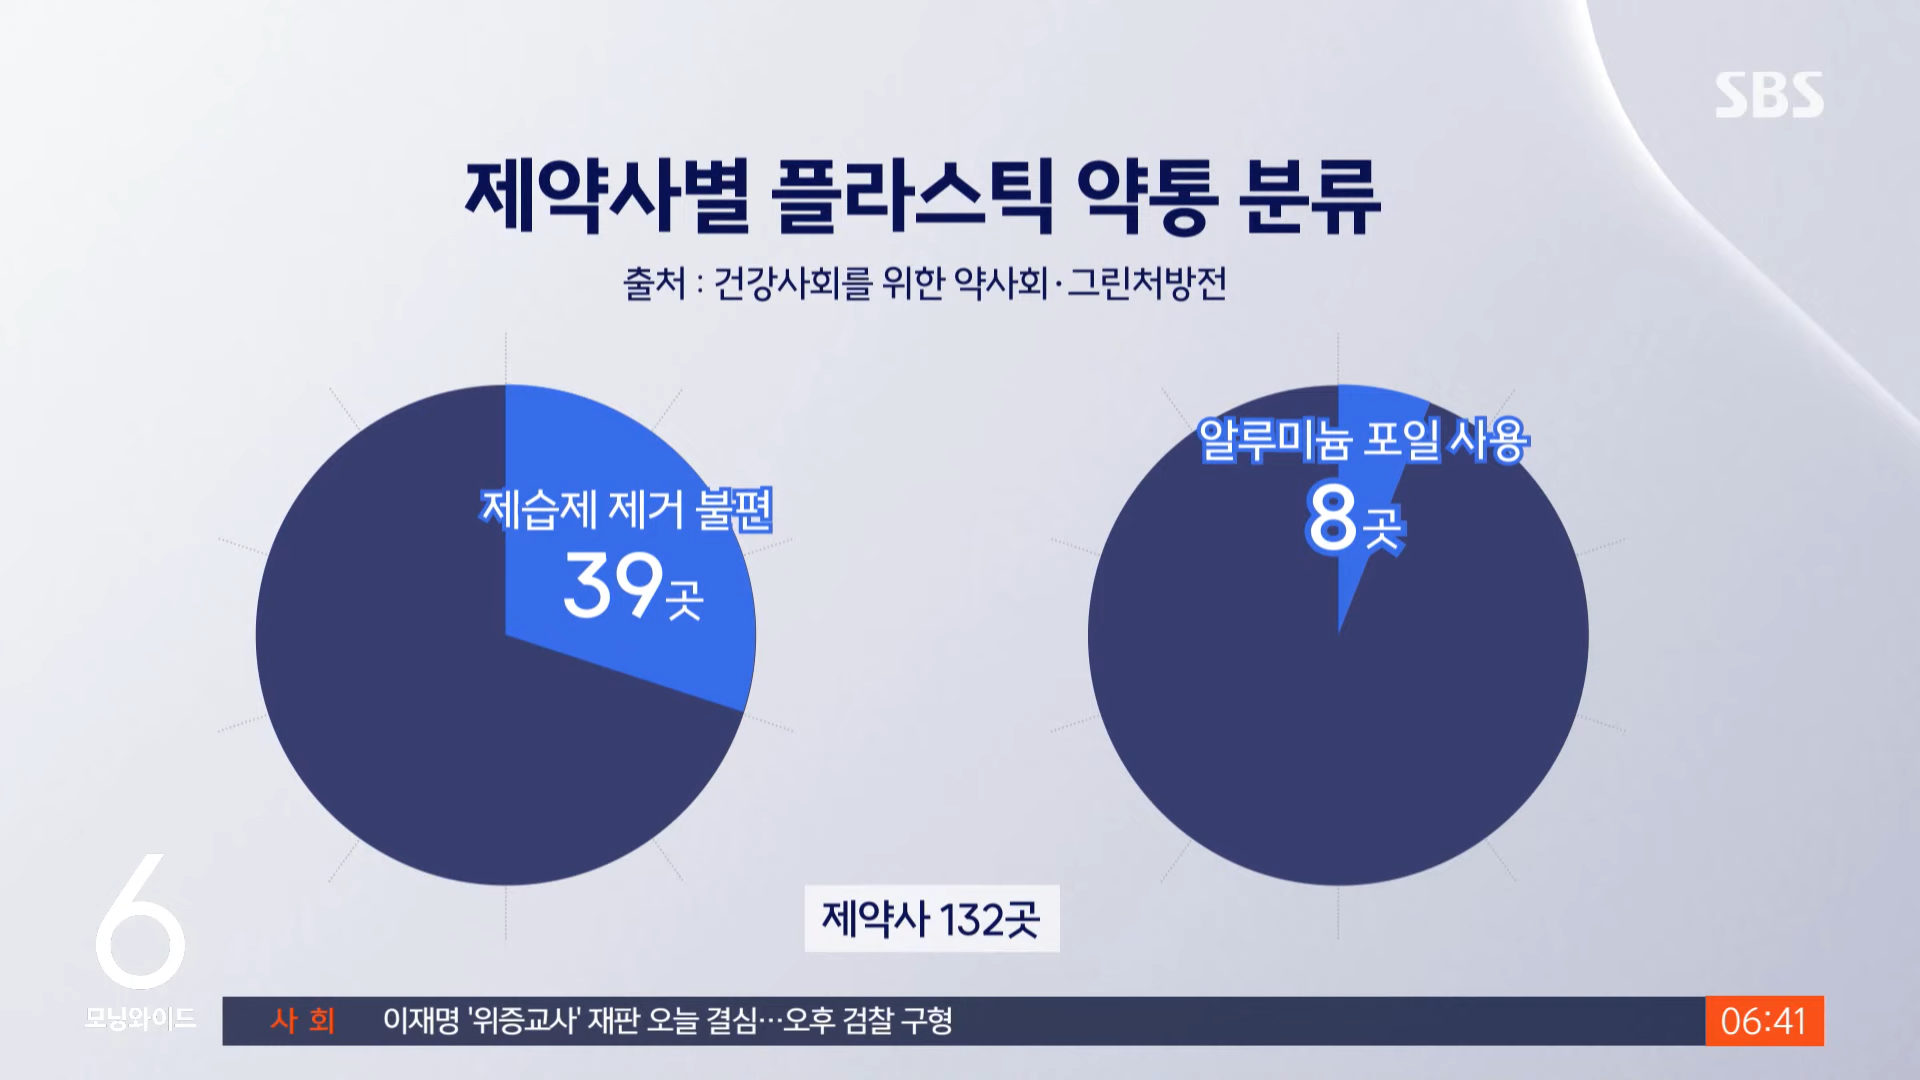 SBS
제약사별 플라스틱 약통 분류
출처 : 건강사회를 위한 약사회·그린처방전
제습제 제거 불편
39곳
알루미늄 포일 사용
8곳
제약사 132곳
6
모닝와이드
사회 이재명 '위증교사' 재판 오늘 결심…오후 검찰 구형 06:41